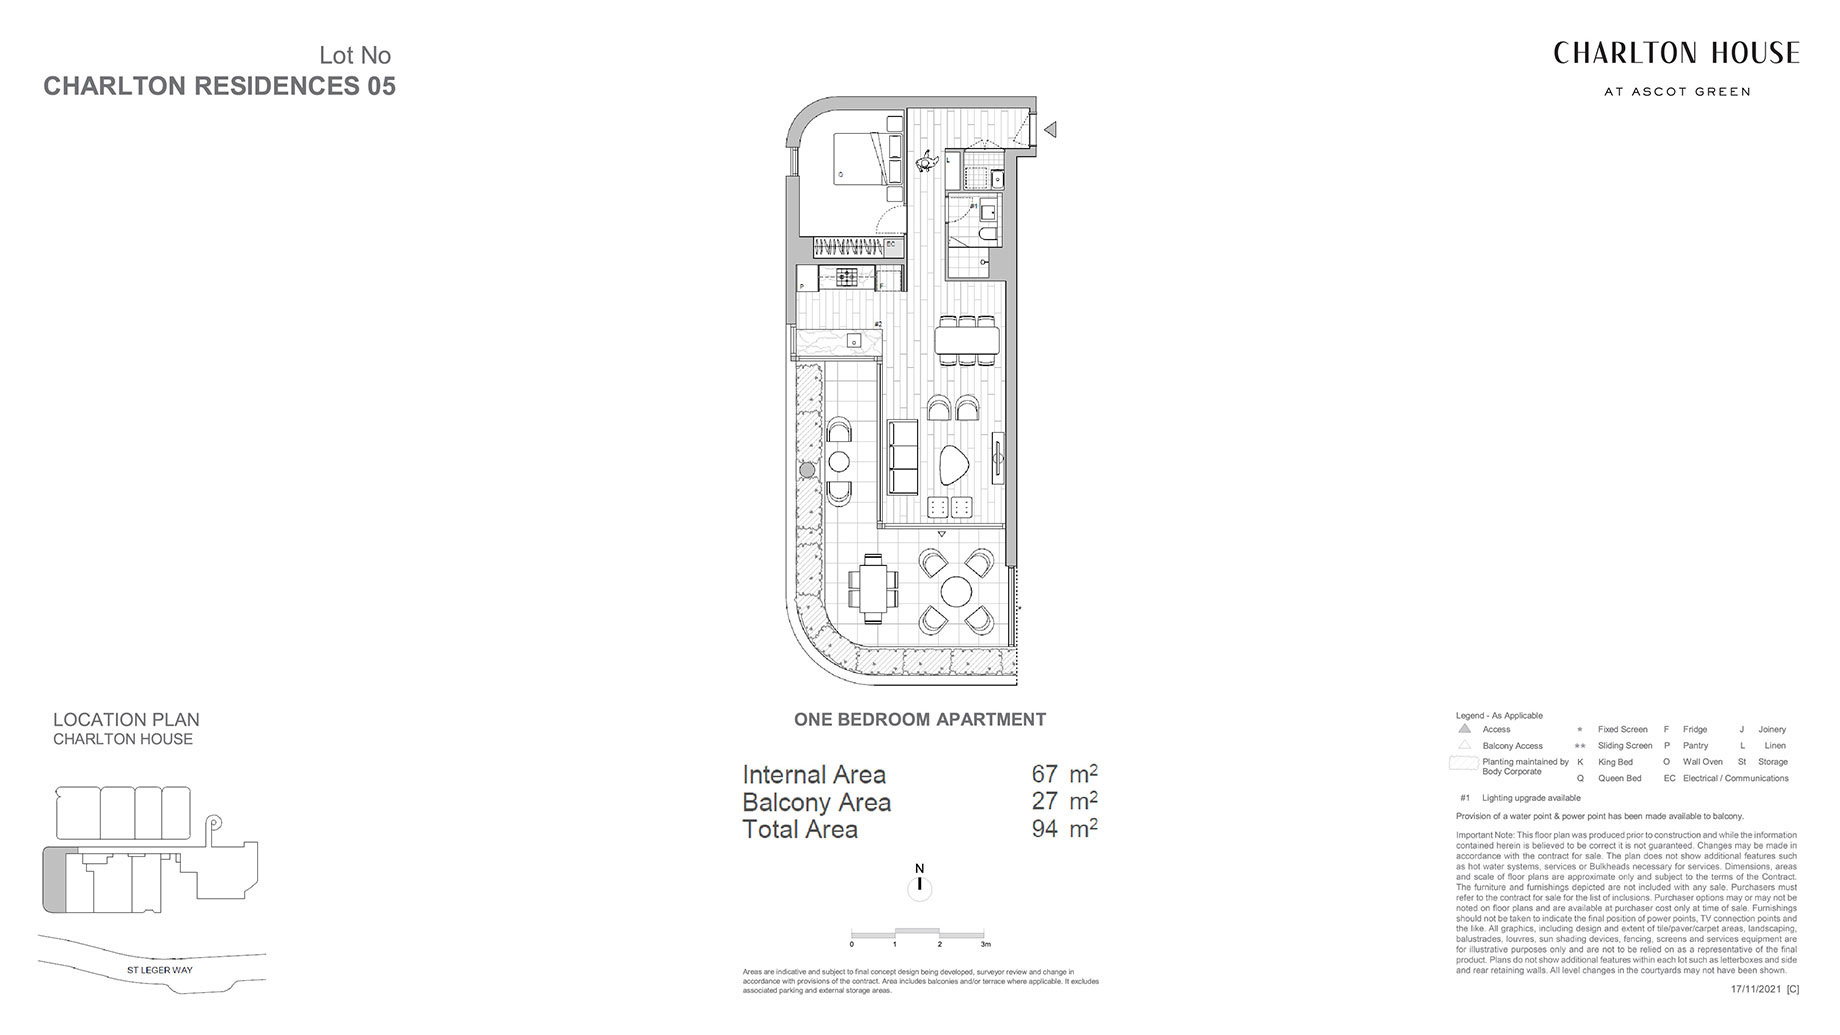 Lot No
CHARLTON RESIDENCES 05
CHARLTON HOUSE
AT ASCOT GREEN
L
#1
EC
P
F
#2
LOCATION PLAN
CHARLTON HOUSE
ST LEGER WAY
ONE BEDROOM APARTMENT
Internal Area 67 m²
Balcony Area 27 m²
Total Area 94 m²
N
0 1 2 3m
Areas are indicative and subject to final concept design being developed, surveyor review and change in
accordance with provisions of the contract. Area includes balconies and/or terrace where applicable. It excludes
associated parking and external storage areas.
Legend - As Applicable
Access * Fixed Screen F Fridge J Joinery
Balcony Access ** Sliding Screen P Pantry L Linen
Planting maintained by K King Bed O Wall Oven St Storage
Body Corporate
Q Queen Bed EC Electrical / Communications
#1 Lighting upgrade available
Provision of a water point & power point has been made available to balcony.
Important Note: This floor plan was produced prior to construction and while the information
contained herein is believed to be correct it is not guaranteed. Changes may be made in
accordance with the contract for sale. The plan does not show additional features such
as hot water systems, services or Bulkheads necessary for services. Dimensions, areas
and scale of floor plans are approximate only and subject to the terms of the Contract.
The furniture and furnishings depicted are not included with any sale. Purchasers must
refer to the contract for sale for the list of inclusions. Purchaser options may or may not be
noted on floor plans and are available at purchaser cost only at time of sale. Furnishings
should not be taken to indicate the final position of power points, TV connection points and
the like. All graphics, including design and extent of tile/paver/carpet areas, landscaping,
balustrades, louvres, sun shading devices, fencing, screens and services equipment are
for illustrative purposes only and are not to be relied on as a representative of the final
product. Plans do not show additional features within each lot such as letterboxes and side
and rear retaining walls. All level changes in the courtyards may not have been shown.
17/11/2021 [C]